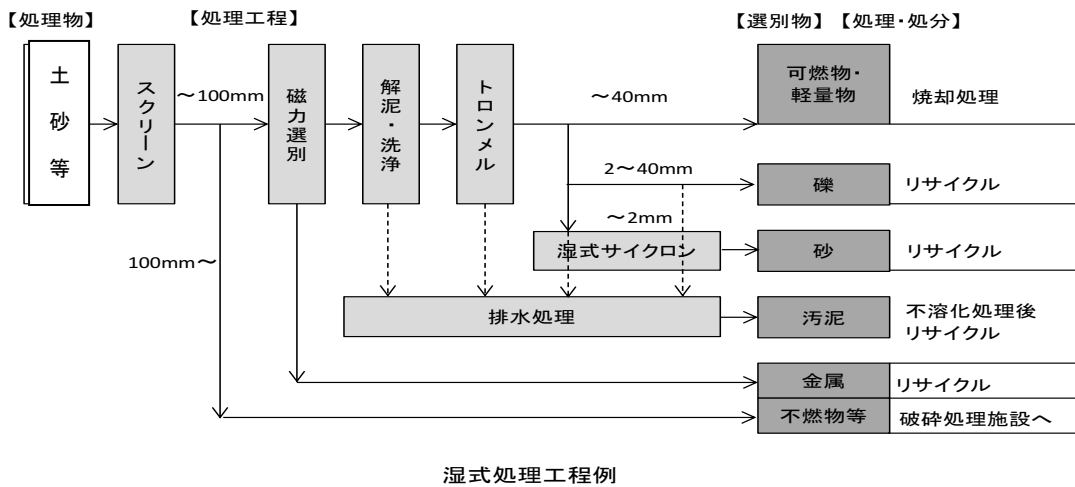 【処理物】
【処理工程】
【選別物】【処理・処分】
土砂等
スクリーン
～100mm
磁力選別
解泥・洗浄
トロンメル
～40mm
可燃物・
軽量物
焼却処理
2～40mm
礫
リサイクル
～2mm
湿式サイクロン
砂
リサイクル
100mm～
排水処理
汚泥
不溶化処理後
リサイクル
金属
リサイクル
不燃物等
破砕処理施設へ
湿式処理工程例